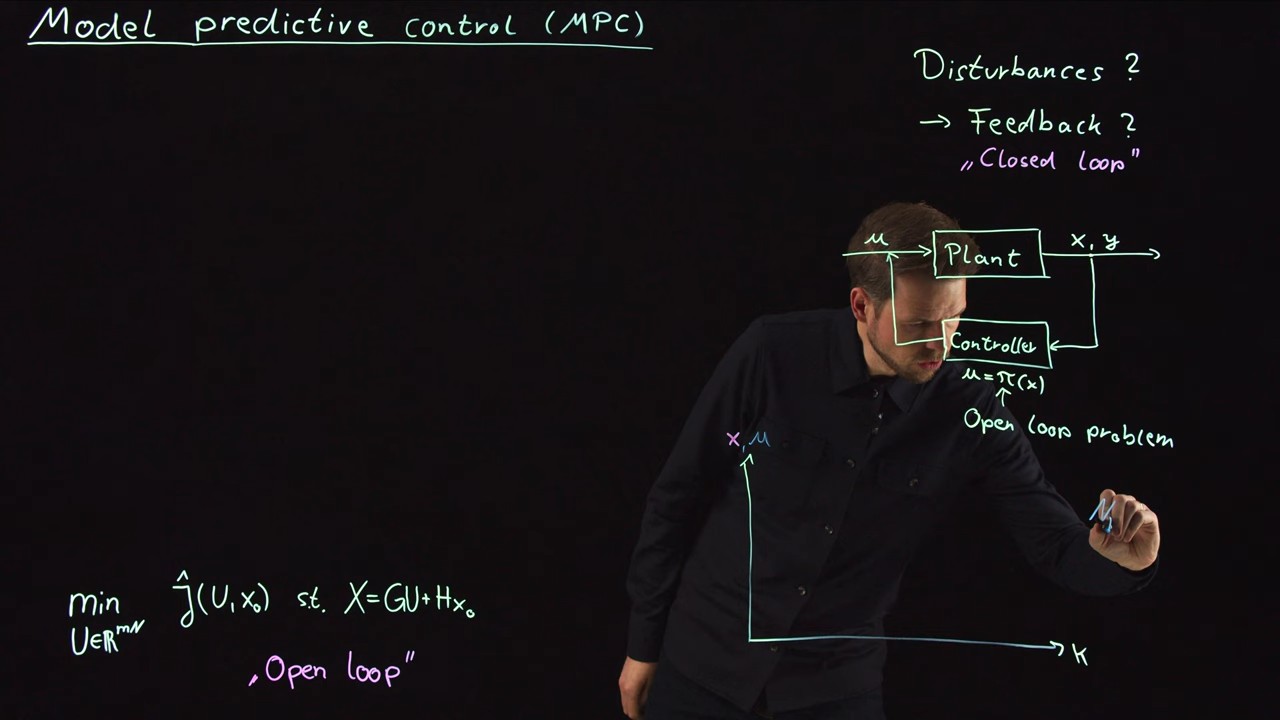 Model predictive control (MPC)
Disturbances ?
→ Feedback ?
„Closed loop"
u
Plant
x, y
Controller
u = π(x)
↑
Open loop problem
x, u
k
min
U∈ℝᵐᴺ
Ĵ(U, x₀) s.t. X = GU + Hx₀
„Open loop"